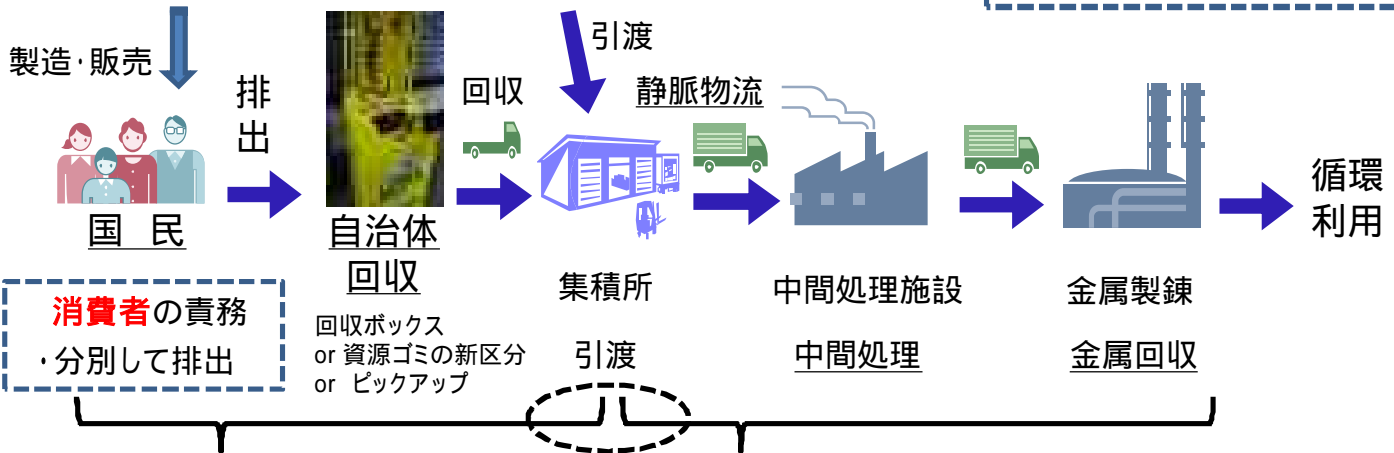 製造・販売
排出
回収
引渡
静脈物流
国 民
自治体
回収
回収ボックス
or 資源ゴミの新区分
or ピックアップ
集積所
引渡
中間処理施設
中間処理
金属製錬
金属回収
循環
利用
消費者の責務
・分別して排出